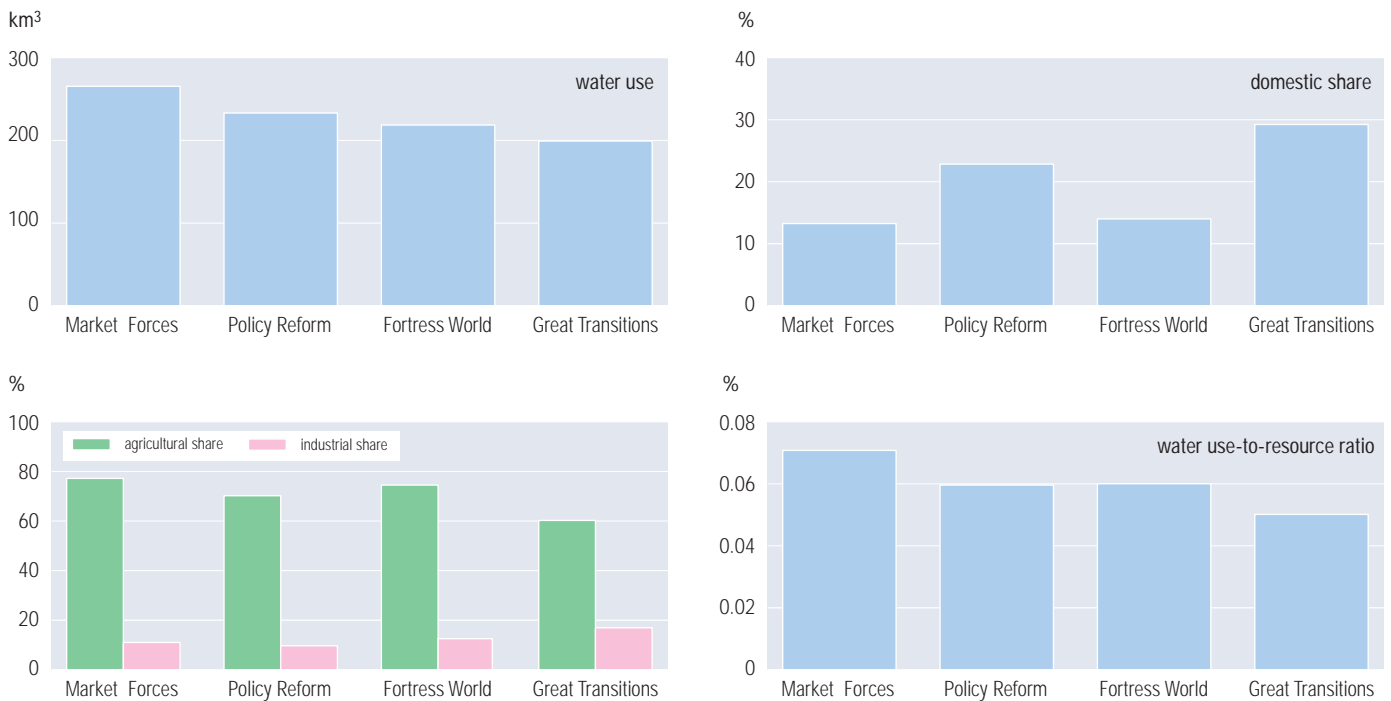 km³
300
water use
200
100
0
Market Forces
Policy Reform
Fortress World
Great Transitions
%
40
domestic share
30
20
10
0
Market Forces
Policy Reform
Fortress World
Great Transitions
%
100
agricultural share
industrial share
80
60
40
20
0
Market Forces
Policy Reform
Fortress World
Great Transitions
%
0.08
water use-to-resource ratio
0.06
0.04
0.02
0
Market Forces
Policy Reform
Fortress World
Great Transitions